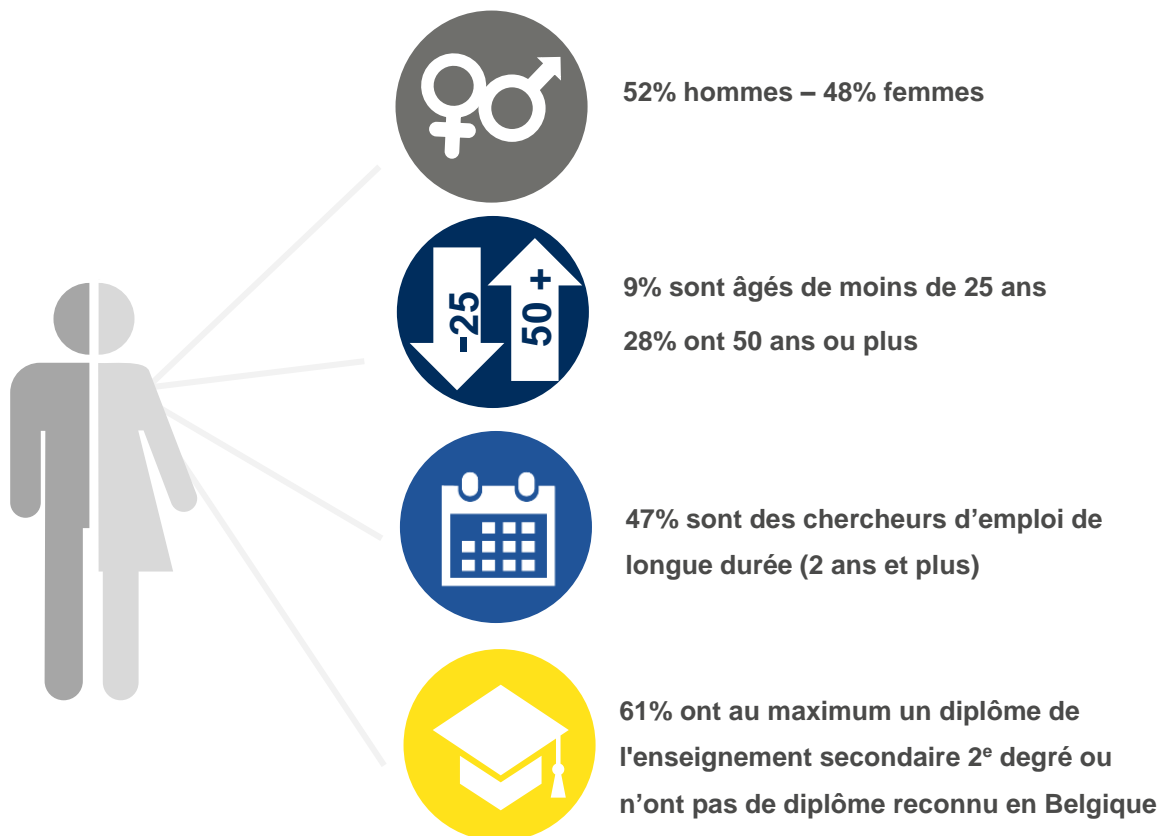 52% hommes – 48% femmes
-25
50 +
9% sont âgés de moins de 25 ans
28% ont 50 ans ou plus
47% sont des chercheurs d’emploi de
longue durée (2 ans et plus)
61% ont au maximum un diplôme de
l'enseignement secondaire 2e degré ou
n’ont pas de diplôme reconnu en Belgique